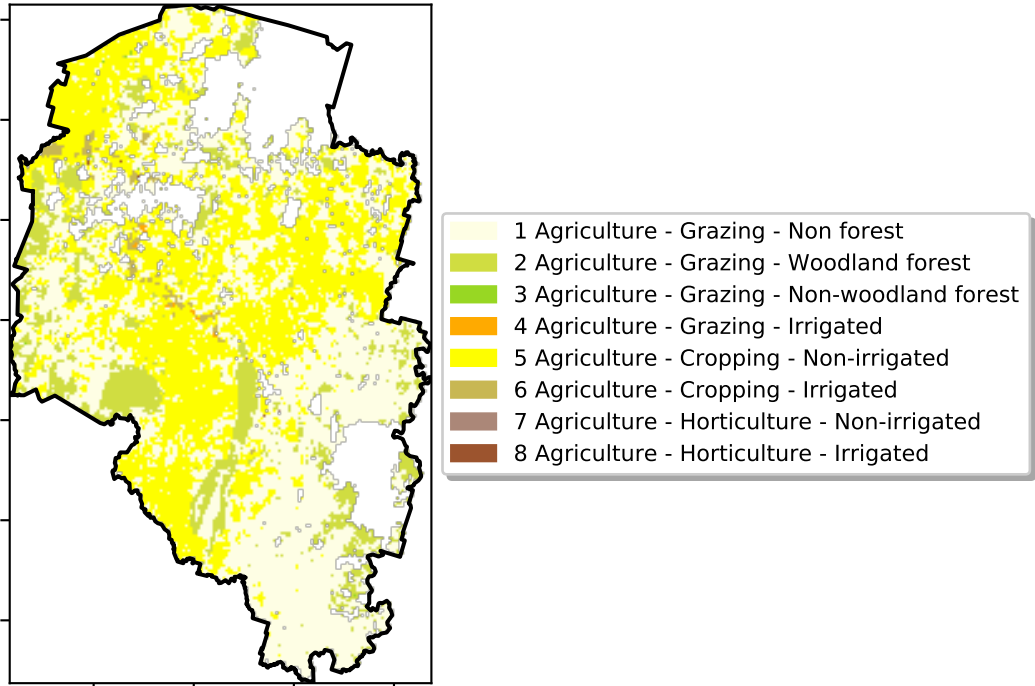 1 Agriculture - Grazing - Non forest
2 Agriculture - Grazing - Woodland forest
3 Agriculture - Grazing - Non-woodland forest
4 Agriculture - Grazing - Irrigated
5 Agriculture - Cropping - Non-irrigated
6 Agriculture - Cropping - Irrigated
7 Agriculture - Horticulture - Non-irrigated
8 Agriculture - Horticulture - Irrigated